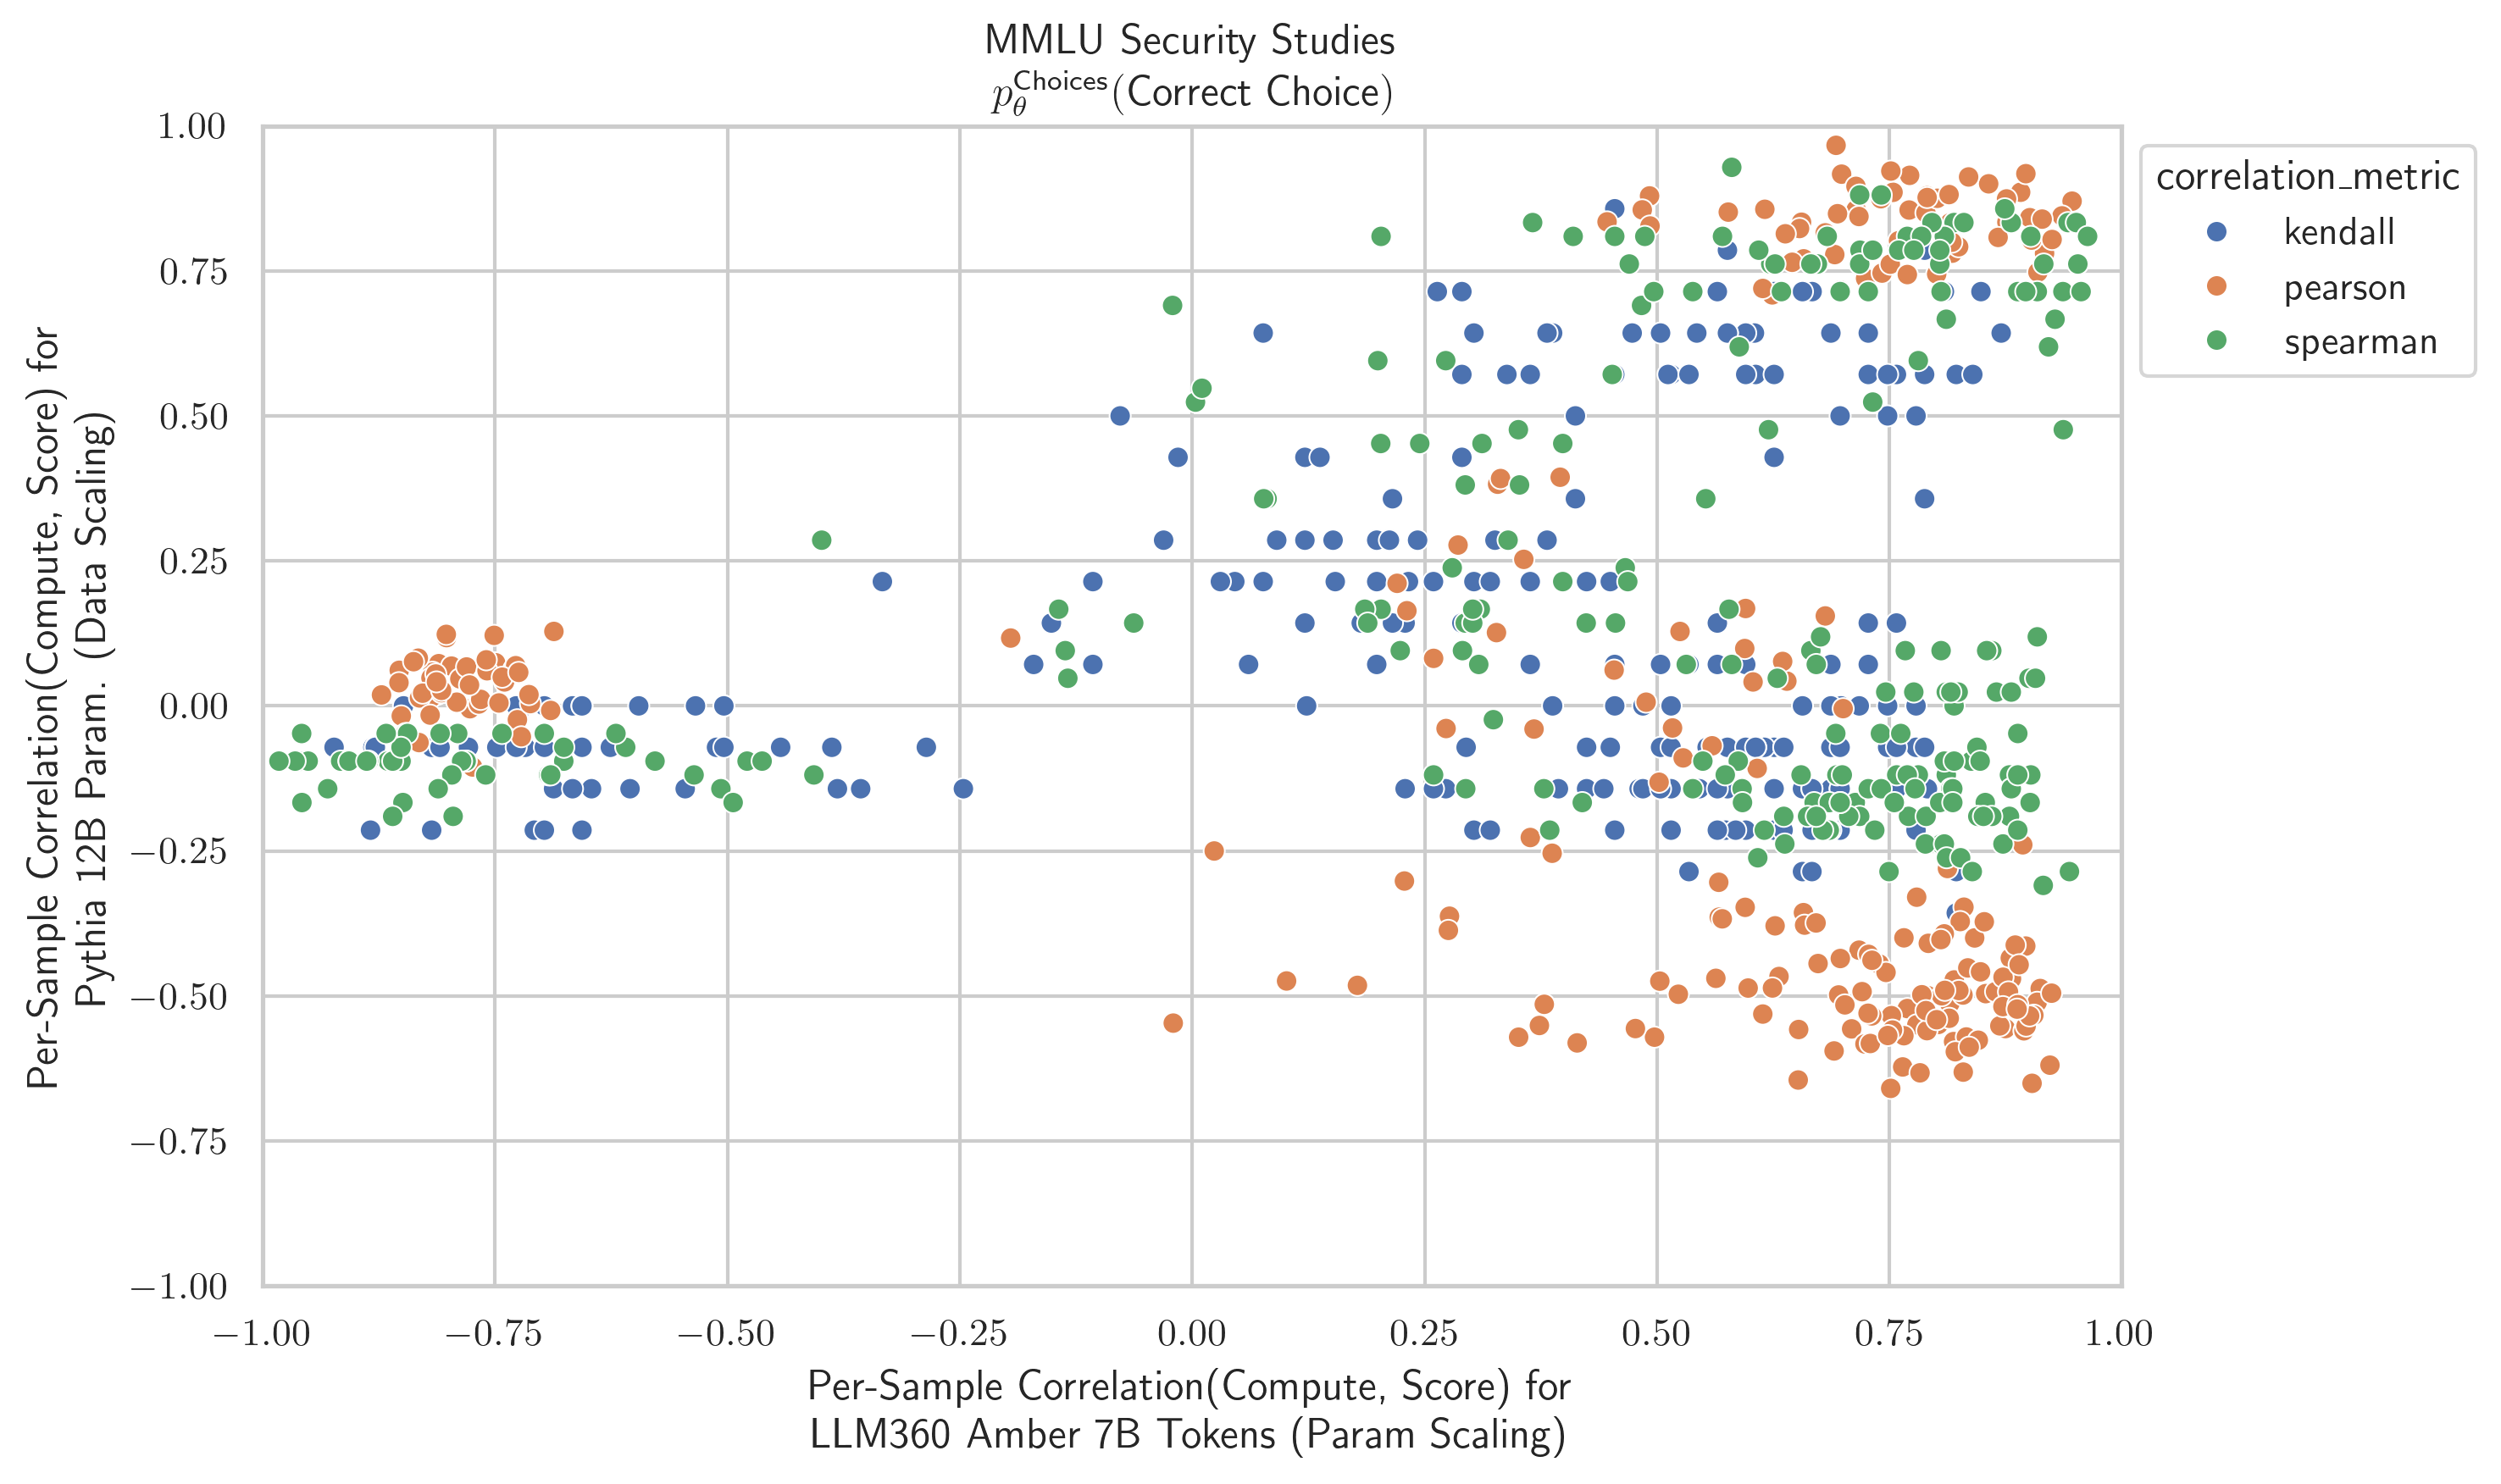 MMLU Security Studies
p_θ^Choices(Correct Choice)
1.00
0.75
0.50
0.25
0.00
−0.25
−0.50
−0.75
−1.00
Per-Sample Correlation(Compute, Score) for
Pythia 12B Param. (Data Scaling)
correlation_metric
kendall
pearson
spearman
−1.00
−0.75
−0.50
−0.25
0.00
0.25
0.50
0.75
1.00
Per-Sample Correlation(Compute, Score) for
LLM360 Amber 7B Tokens (Param Scaling)